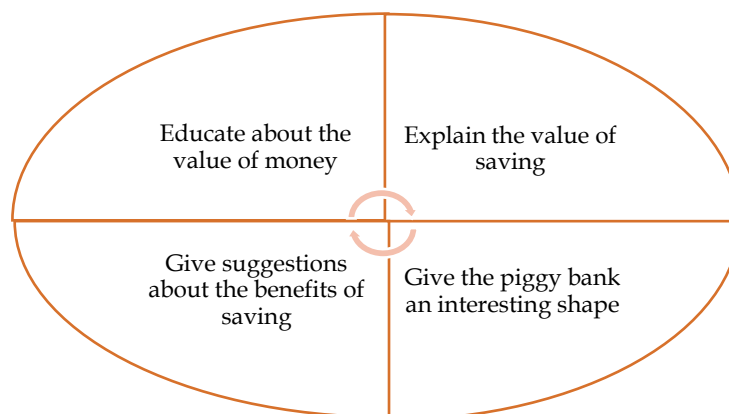 Educate about the
value of money
Explain the value of
saving
Give suggestions
about the benefits of
saving
Give the piggy bank
an interesting shape